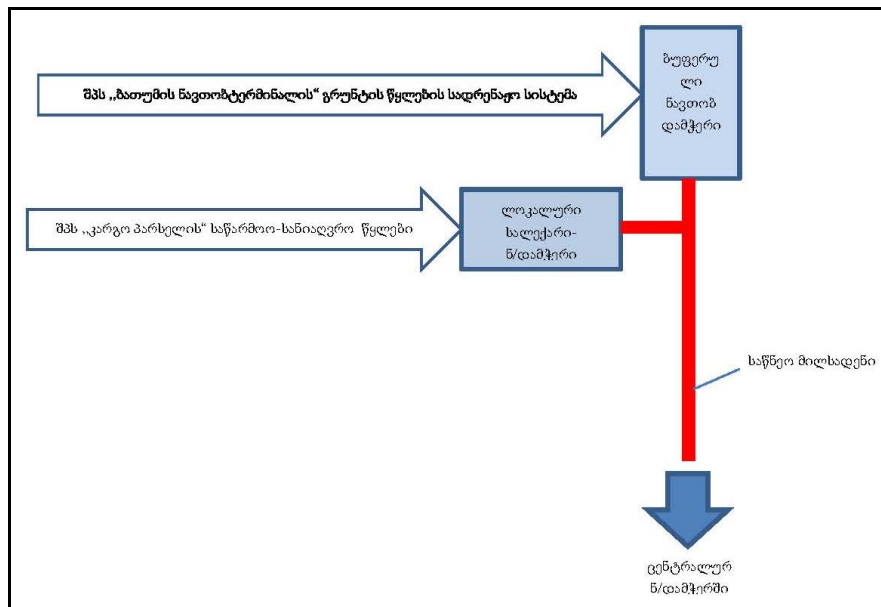 ბუფერუ
ლი
ნავთობ
დამჭერი
შპს ,,ბათუმის ნავთობტერმინალის“ გრუნტის წყლების სადრენაჟო სისტემა
შპს ,,კარგო პარსელის“ საწარმოო-სანიაღვრო წყლები
ლოკალური
სალექარი-
ნ/დამჭერი
საწნეო მილსადენი
ცენტრალურ
ნ/დამჭერში